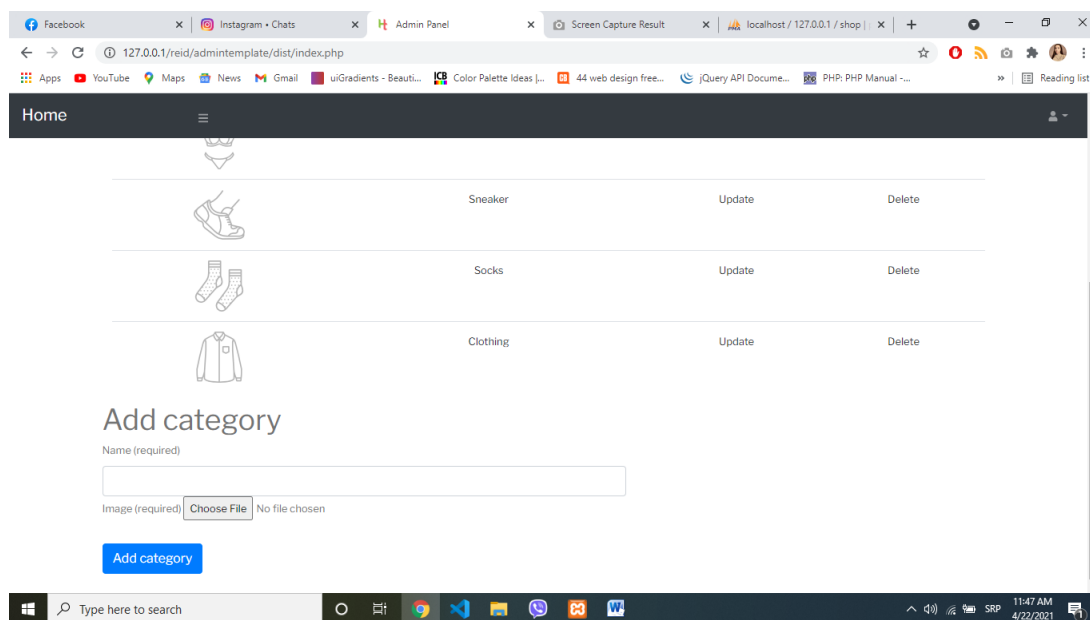 Facebook
Instagram • Chats
Admin Panel
Screen Capture Result
localhost / 127.0.0.1 / shop |
127.0.0.1/reid/admintemplate/dist/index.php
Apps YouTube Maps News Gmail uiGradients - Beauti... ICB Color Palette Ideas |... 44 web design free... jQuery API Docume... php PHP: PHP Manual -... » Reading list
Home
Sneaker Update Delete
Socks Update Delete
Clothing Update Delete
Add category
Name (required)
Image (required) Choose File No file chosen
Add category
Type here to search
SRP
11:47 AM
4/22/2021